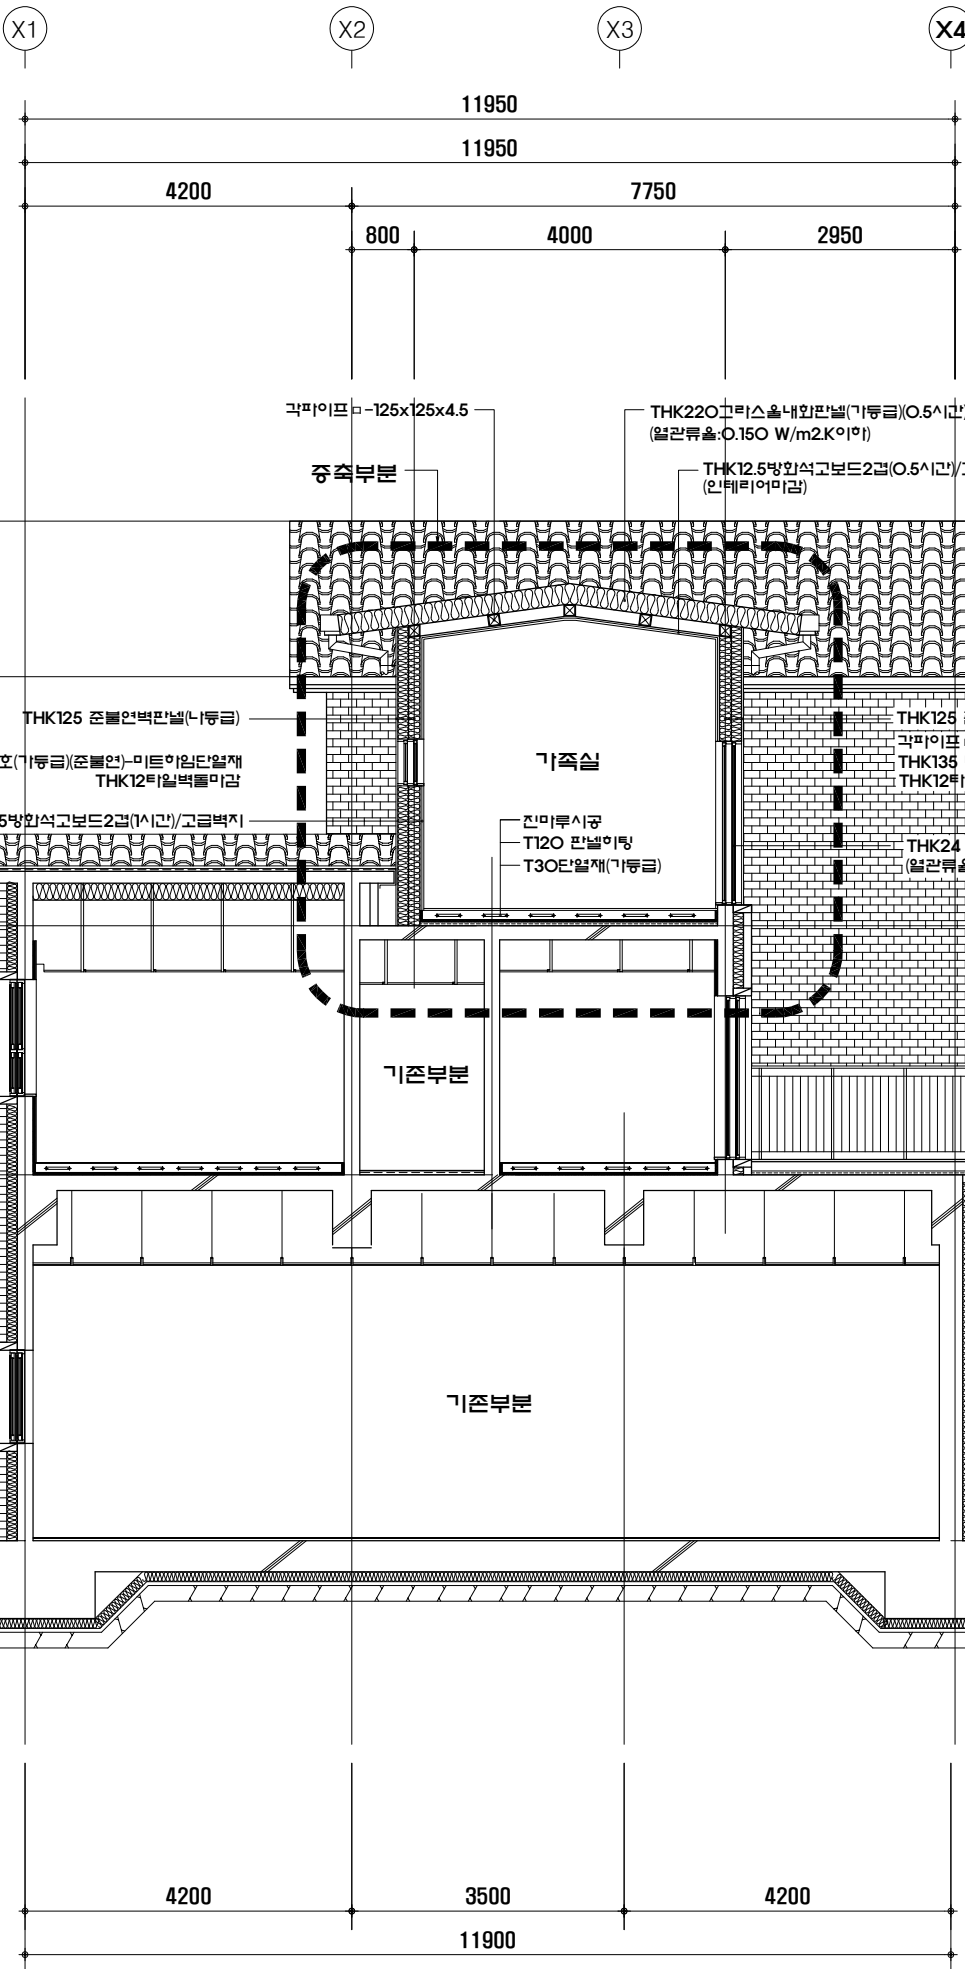 X1 X2 X3 X4
11950
11950
4200 7750
800 4000 2950
각파이프 ㅁ-125x125x4.5
THK220그라스울내화판넬(가등급)(0.5시간)
(열관류율:0.150 W/m2.K이하)
증축부분
THK12.5방화석고보드2겹(0.5시간)/
(인테리어마감)
THK125 준불연벽판넬(나등급)
호(가등급)(준불연)-미트하임단열재
THK12타일벽돌마감
5방화석고보드2겹(1시간)/고급벽지
가족실
진마루시공
T120 판넬히팅
T30단열재(가등급)
THK125
각파이프
THK135
THK12타
THK24
(열관류율
기존부분
기존부분
4200 3500 4200
11900